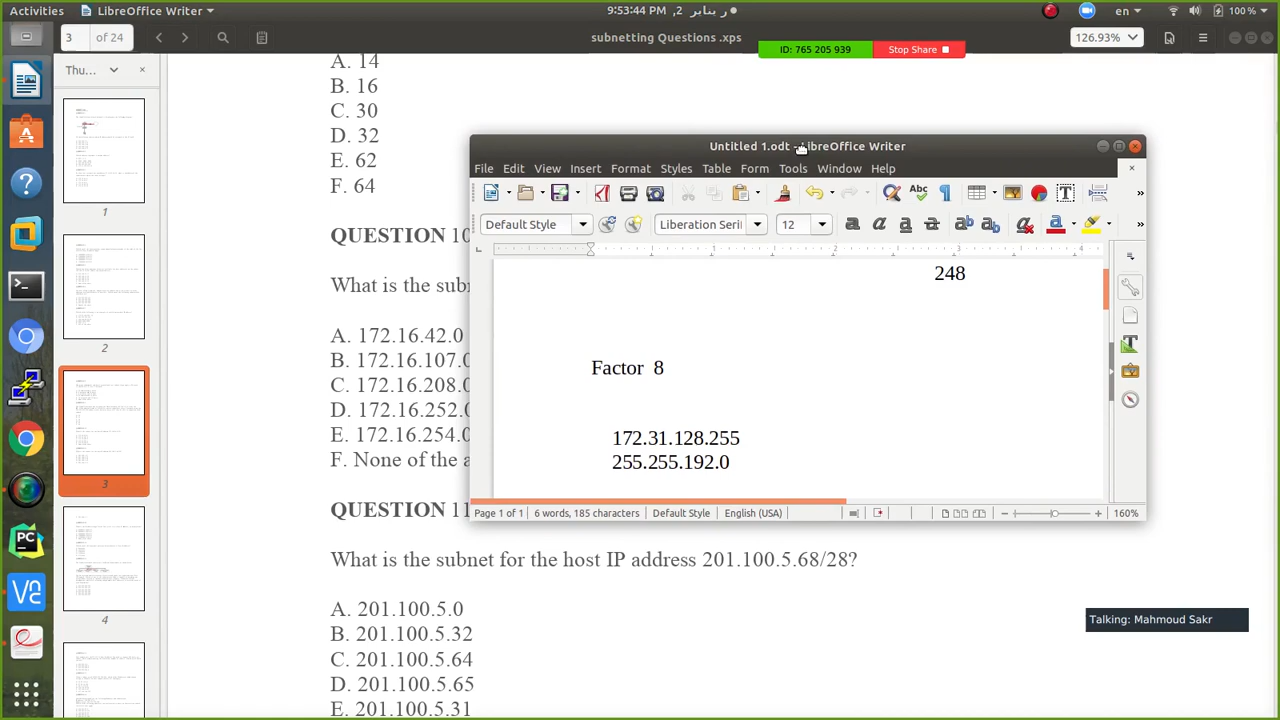 Activities
LibreOffice Writer
9:53:44 ر يناير ,2
en
100 %
3
of 24
subnetting Questions .xps
126.93%
ID: 765 205 939
Stop Share
Thu...
1
2
3
4
A. 14
B. 16
C. 30
D. 32
E. 62
F. 64
QUESTION 10
What is the subn
A. 172.16.42.0
B. 172.16.107.0
C. 172.16.208.0
D. 172.16.252.0
E. 172.16.254.0
F. None of the a
QUESTION 11
What is the subnet for the host IP address 201.100.5.68/28?
A. 201.100.5.0
B. 201.100.5.32
C. 201.100.5.64
D. 201.100.5.65
E. 201.100.5.31
Untitled 1.odt - LibreOffice Writer
File
View
Insert
Format
Styles
Table
Form
Tools
Window
Help
Default Style
Liberation Seri
12
1
2
4
248
Factor 8
172.31.128.255
255.255.192.0
Page 1 of 1
6 words, 185 characters
Default Style
English (USA)
160%
Talking: Mahmoud Sakr